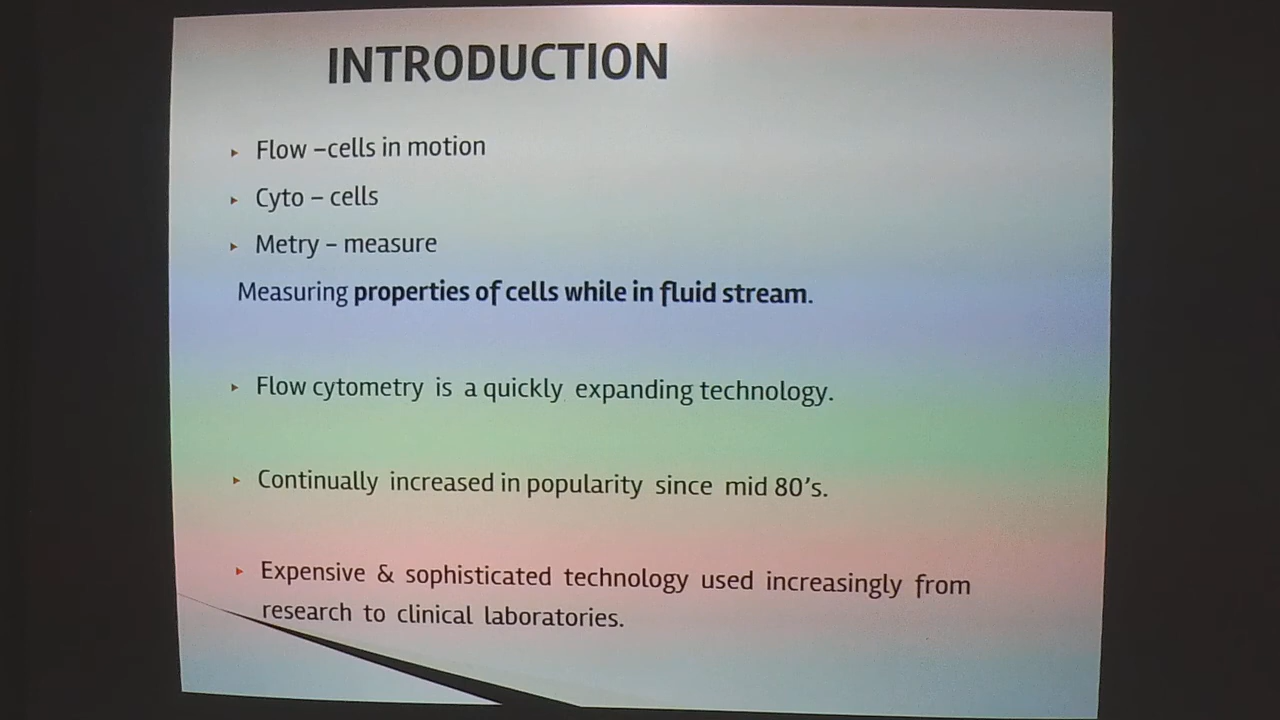 INTRODUCTION
Flow –cells in motion
Cyto – cells
Metry – measure
Measuring properties of cells while in fluid stream.
Flow cytometry is a quickly expanding technology.
Continually increased in popularity since mid 80’s.
Expensive & sophisticated technology used increasingly from
research to clinical laboratories.